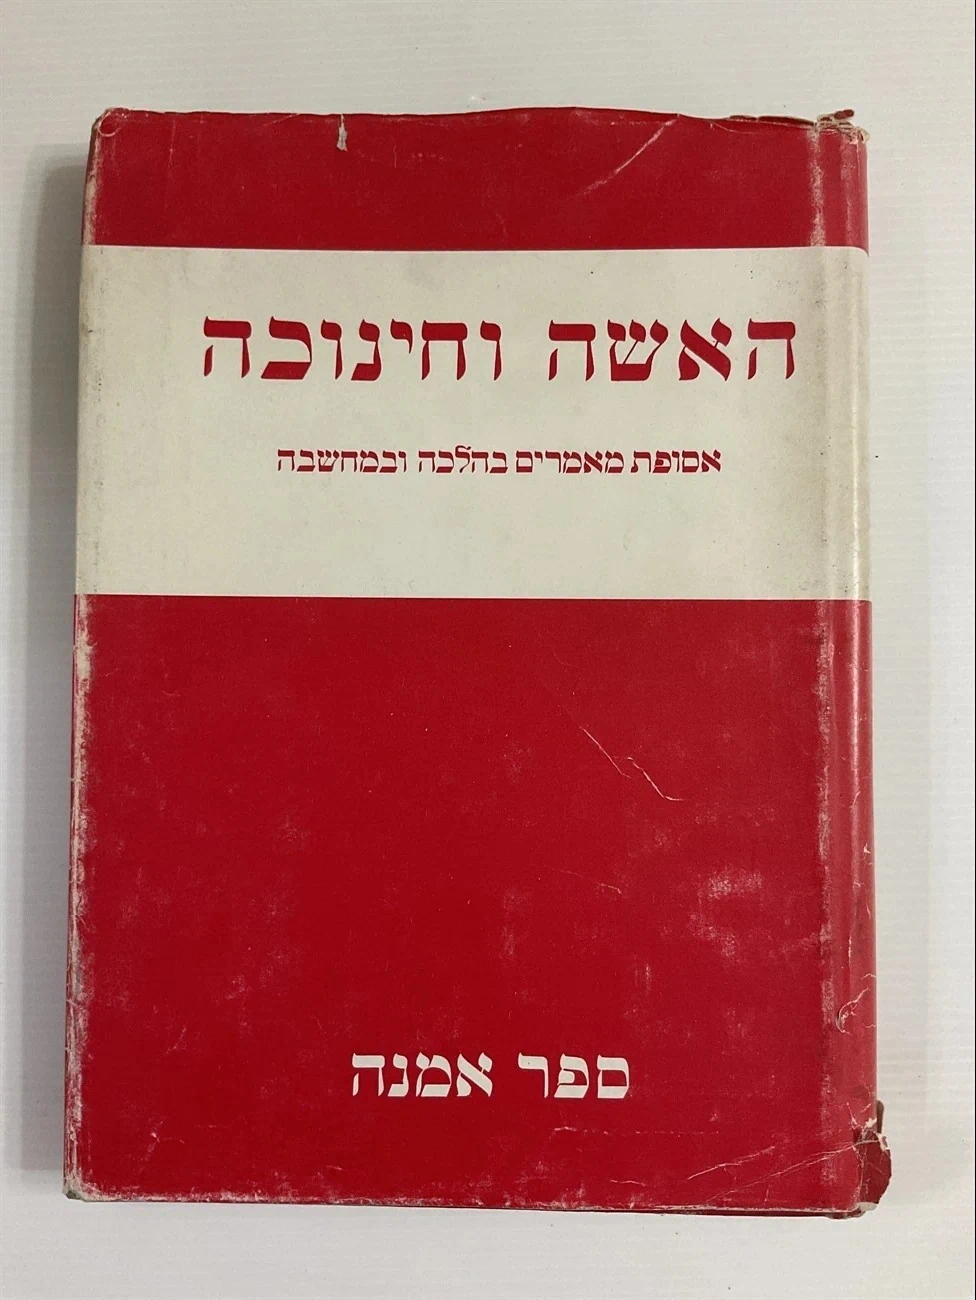 האשה וחינוכה
אסופת מאמרים בהלכה ובמחשבה
ספר אמנה